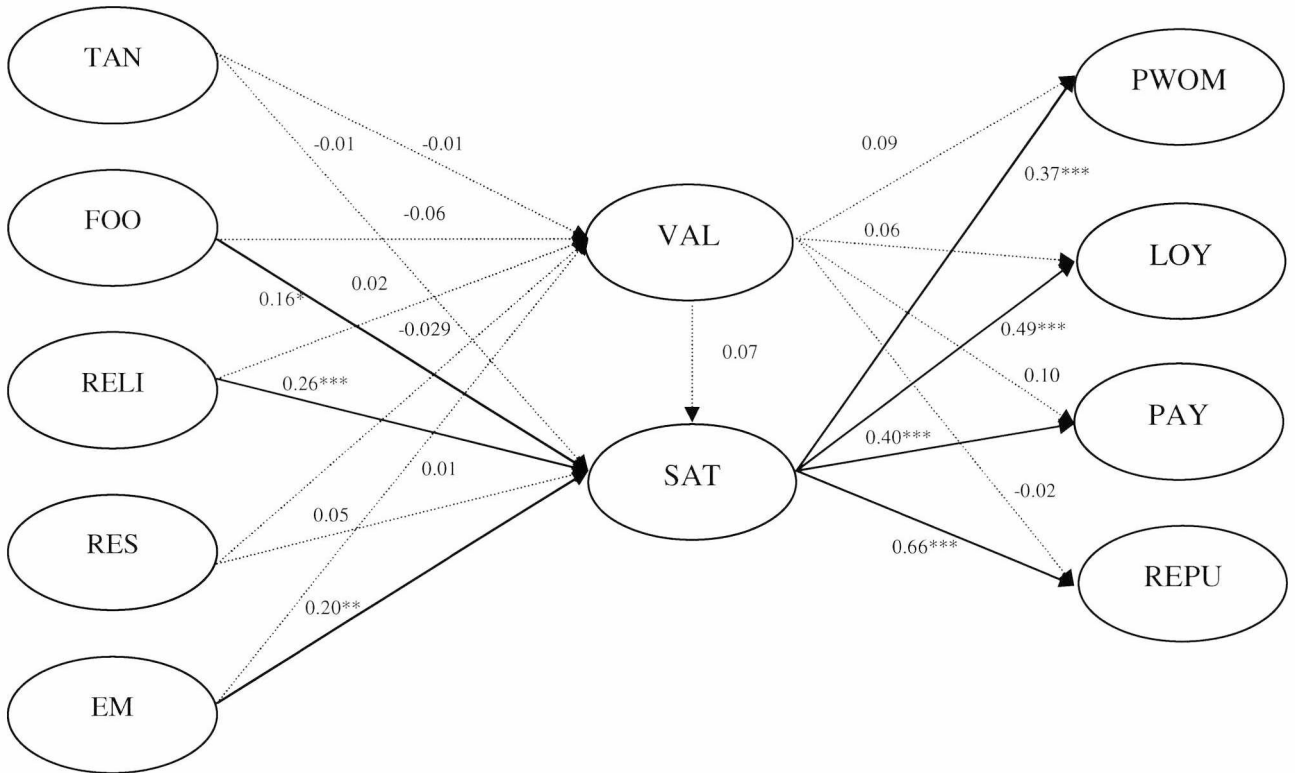 TAN
PWOM
-0.01
-0.01
0.09
0.37***
FOO
-0.06
VAL
0.06
LOY
0.16*
0.02
-0.029
0.49***
0.07
0.10
RELI
0.26***
PAY
0.40***
0.01
SAT
-0.02
0.05
RES
0.66***
REPU
0.20**
EM